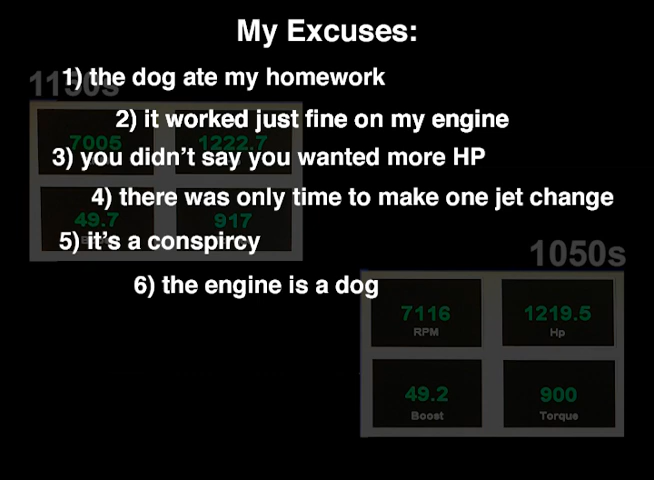 My Excuses:
1150s
1) the dog ate my homework
2) it worked just fine on my engine
7005
1222.7
3) you didn't say you wanted more HP
4) there was only time to make one jet change
49.7
917
5) it's a conspircy
1050s
6) the engine is a dog
7116
RPM
1219.5
Hp
49.2
Boost
900
Torque